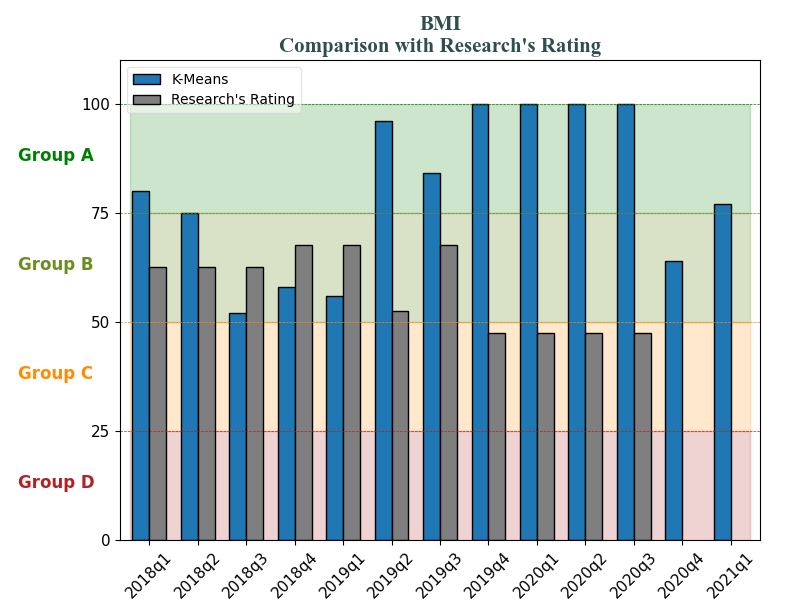 BMI
Comparison with Research's Rating
K-Means
Research's Rating
100
Group A
75
Group B
50
Group C
25
Group D
0
2018q1 2018q2 2018q3 2018q4 2019q1 2019q2 2019q3 2019q4 2020q1 2020q2 2020q3 2020q4 2021q1